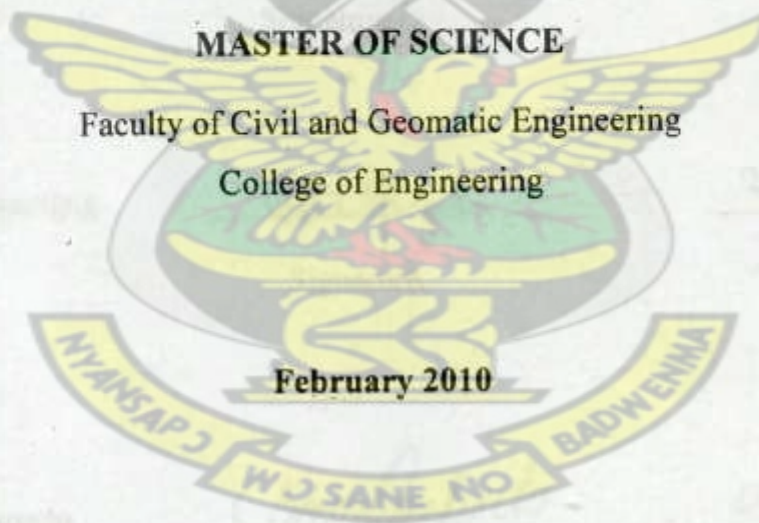 MASTER OF SCIENCE
Faculty of Civil and Geomatic Engineering
College of Engineering
February 2010
NYANSAPƆ WƆSANE NO BADWENMA